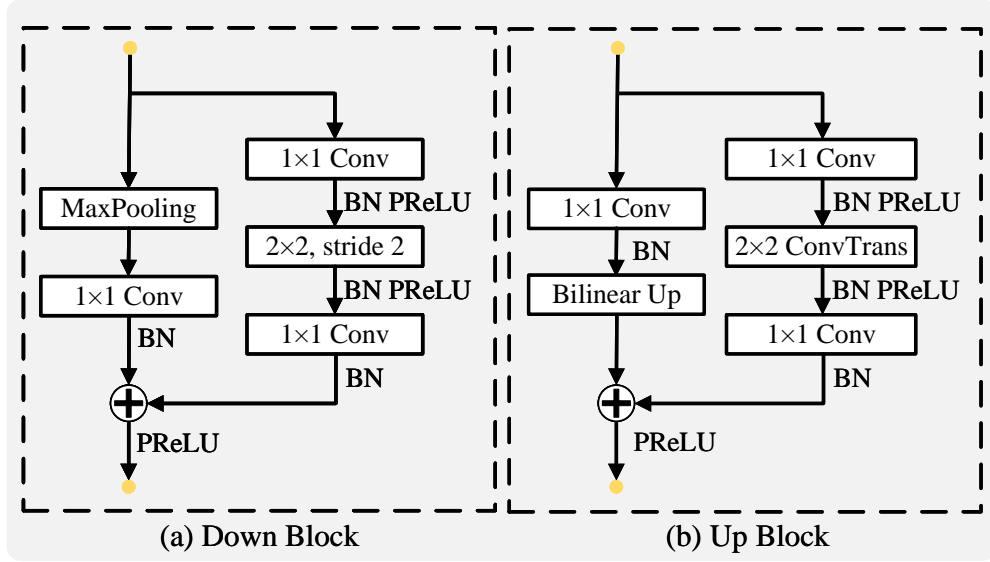 1×1 Conv
BN PReLU
MaxPooling
2×2, stride 2
1×1 Conv
BN PReLU
1×1 Conv
BN
BN
PReLU
(a) Down Block
1×1 Conv
BN PReLU
1×1 Conv
BN
2×2 ConvTrans
Bilinear Up
BN PReLU
1×1 Conv
BN
PReLU
(b) Up Block